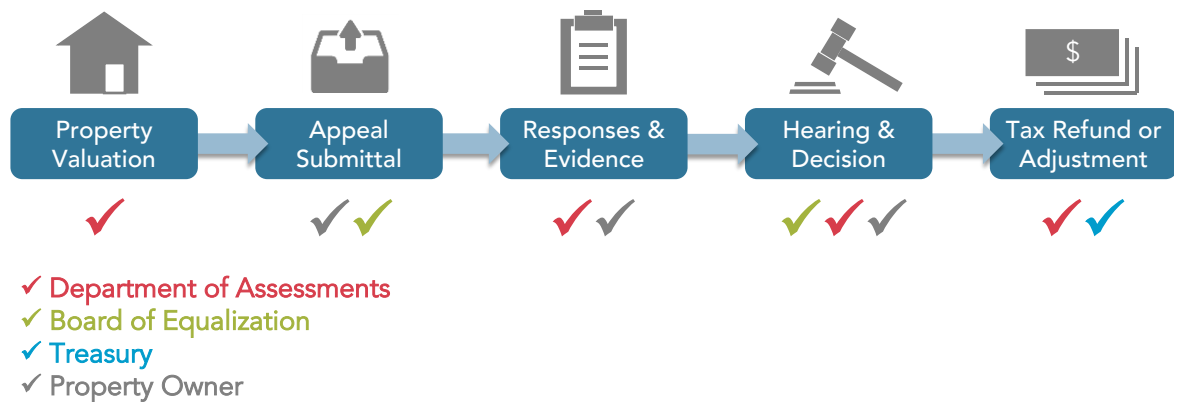 $
Property
Valuation
Appeal
Submittal
Responses &
Evidence
Hearing &
Decision
Tax Refund or
Adjustment
Department of Assessments
Board of Equalization
Treasury
Property Owner